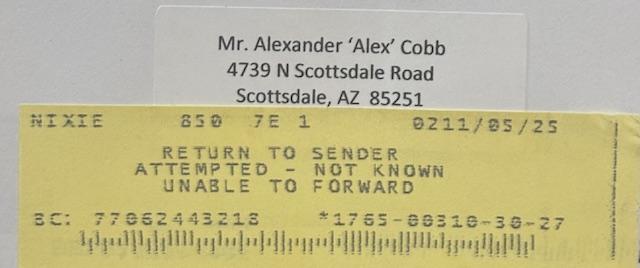 Mr. Alexander ‘Alex’ Cobb
4739 N Scottsdale Road
Scottsdale, AZ 85251
NIXIE 850 7E 1 0211/05/25
RETURN TO SENDER
ATTEMPTED - NOT KNOWN
UNABLE TO FORWARD
BC: 77062443218 *1765-00310-30-27